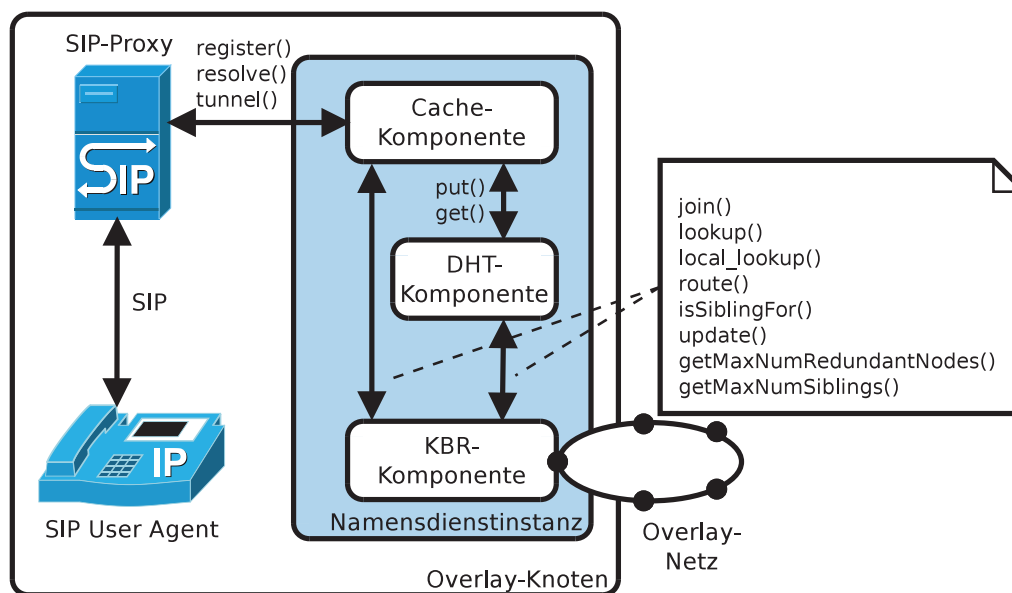 SIP-Proxy
register()
resolve()
tunnel()
SIP
Cache-
Komponente
put()
get()
DHT-
Komponente
SIP
join()
lookup()
local_lookup()
route()
isSiblingFor()
update()
getMaxNumRedundantNodes()
getMaxNumSiblings()
IP
SIP User Agent
KBR-
Komponente
Namensdienstinstanz
Overlay-
Netz
Overlay-Knoten